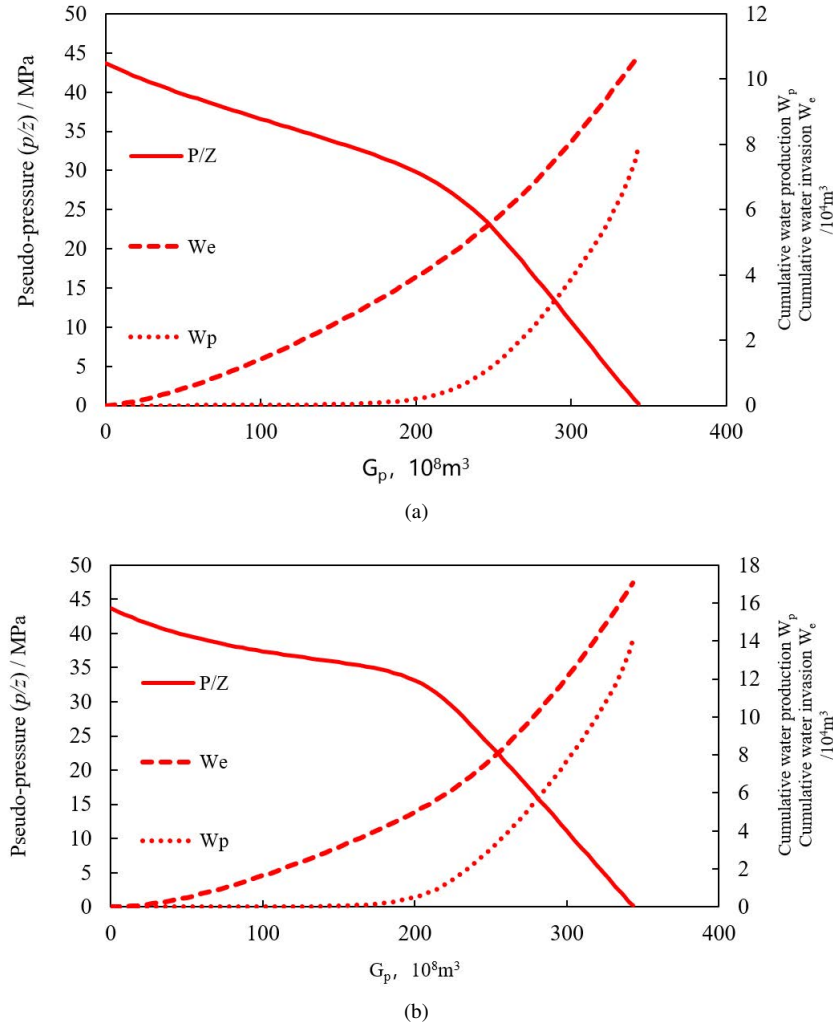 50
45
40
35
30
25
20
15
10
5
0
Pseudo-pressure (p/z) / MPa
P/Z
We
Wp
12
10
8
6
4
2
0
Cumulative water production Wp
Cumulative water invasion We
/10⁴m³
0 100 200 300 400
Gp, 10⁸m³
(a)
50
45
40
35
30
25
20
15
10
5
0
Pseudo-pressure (p/z) / MPa
P/Z
We
Wp
18
16
14
12
10
8
6
4
2
0
Cumulative water production Wp
Cumulative water invasion We
/10⁴m³
0 100 200 300 400
Gp, 10⁸m³
(b)